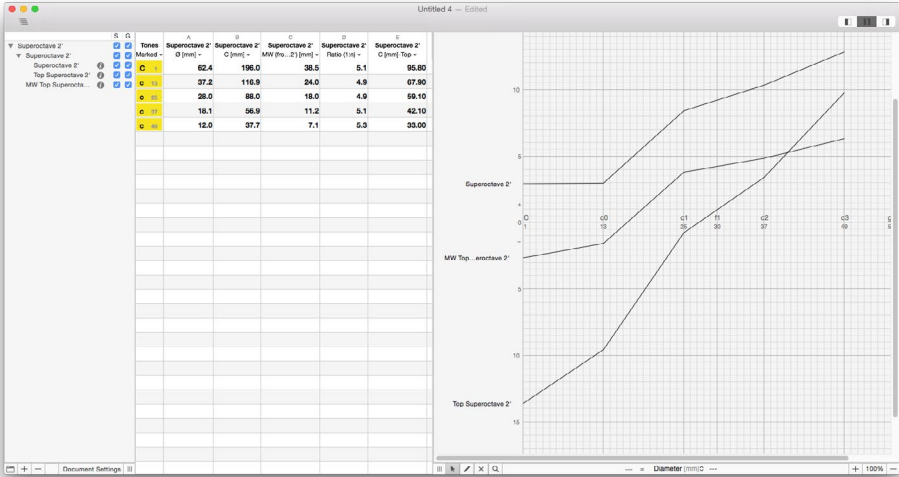 Untitled 4 — Edited
S G
Superoctave 2'
Superoctave 2'
Superoctave 2'
Top Superoctave 2'
MW Top Superocta...
A B C D E
Tones Superoctave 2' Superoctave 2' Superoctave 2' Superoctave 2' Superoctave 2'
Marked Ø [mm] C [mm] MW (fro...2') [mm] Ratio (1:n) C [mm]-Top
C 1 62.4 196.0 38.5 5.1 95.80
c 13 37.2 116.9 24.0 4.9 67.90
c 25 28.0 88.0 18.0 4.9 59.10
c 37 18.1 56.9 11.2 5.1 42.10
c 49 12.0 37.7 7.1 5.3 33.00
10
5
Superoctave 2'
+
0
C c0 c1 f1 c2 c3 g
1 13 25 30 37 49 5
−
MW Top...eroctave 2'
5
10
Top Superoctave 2'
15
Document Settings
--- = Diameter [mm] ---
100%